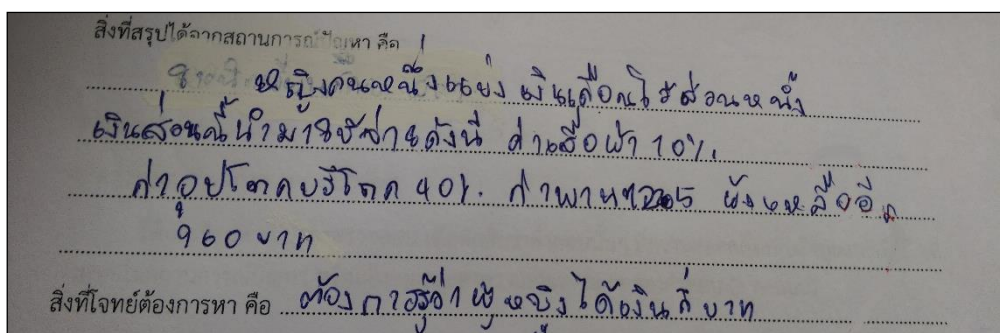 สิ่งที่สรุปได้จากสถานการณ์ปัญหา คือ
หญิงคนหนึ่งแบ่ง เงินเดือนไว้ส่วนหนึ่ง
เงินส่วนนี้นำมาใช้จ่ายดังนี้ ค่าเสื้อผ้า 10%.
ค่าอุปโภคบริโภค 40%. ค่าพาหนะ ยังเหลืออีก
960 บาท
สิ่งที่โจทย์ต้องการหา คือ ต้องการรู้ว่าผู้หญิงได้เงินกี่บาท